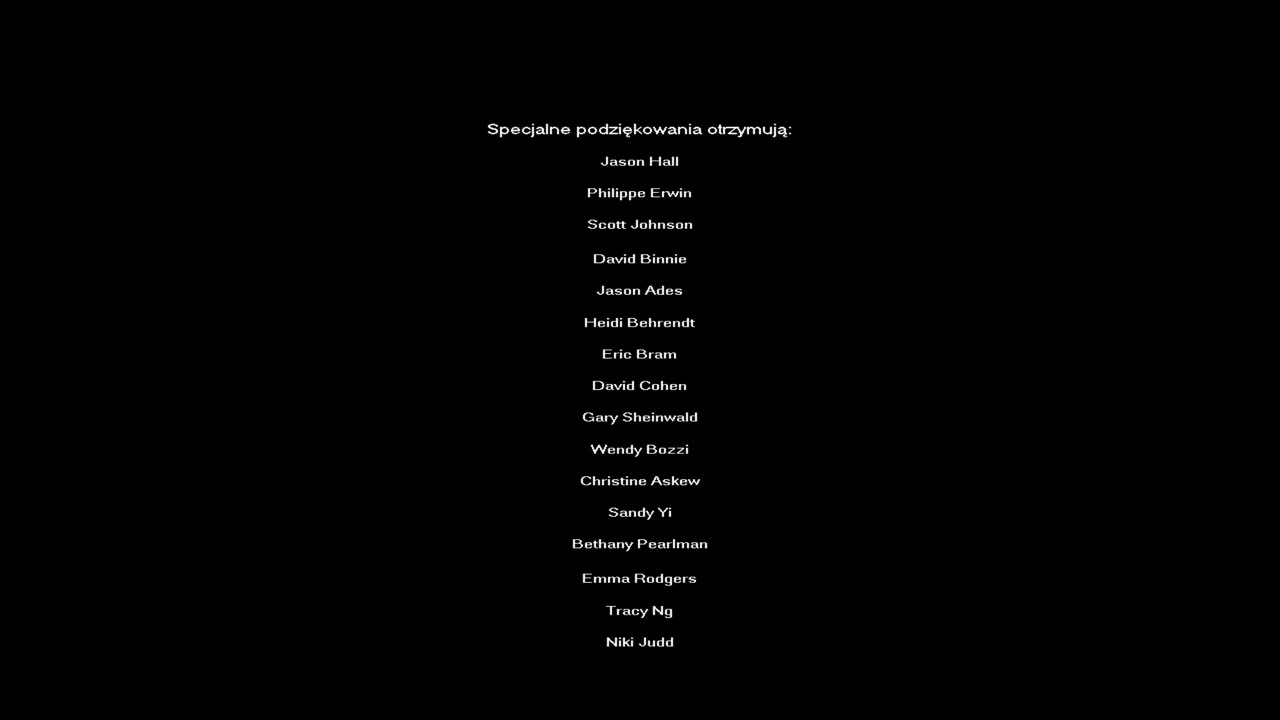 Specjalne podziękowania otrzymują:
Jason Hall
Philippe Erwin
Scott Johnson
David Binnie
Jason Ades
Heidi Behrendt
Eric Bram
David Cohen
Gary Sheinwald
Wendy Bozzi
Christine Askew
Sandy Yi
Bethany Pearlman
Emma Rodgers
Tracy Ng
Niki Judd